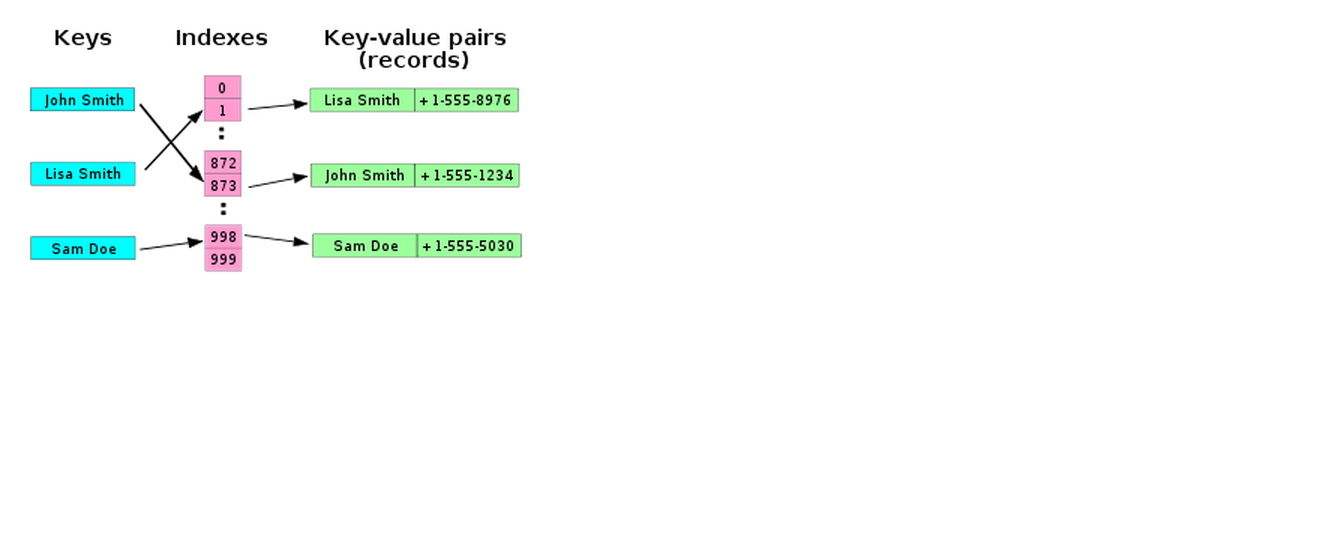 Keys Indexes Key-value pairs
(records)
0
John Smith 1 Lisa Smith +1-555-8976
:
872
Lisa Smith 873 John Smith +1-555-1234
:
Sam Doe 998 Sam Doe +1-555-5030
999